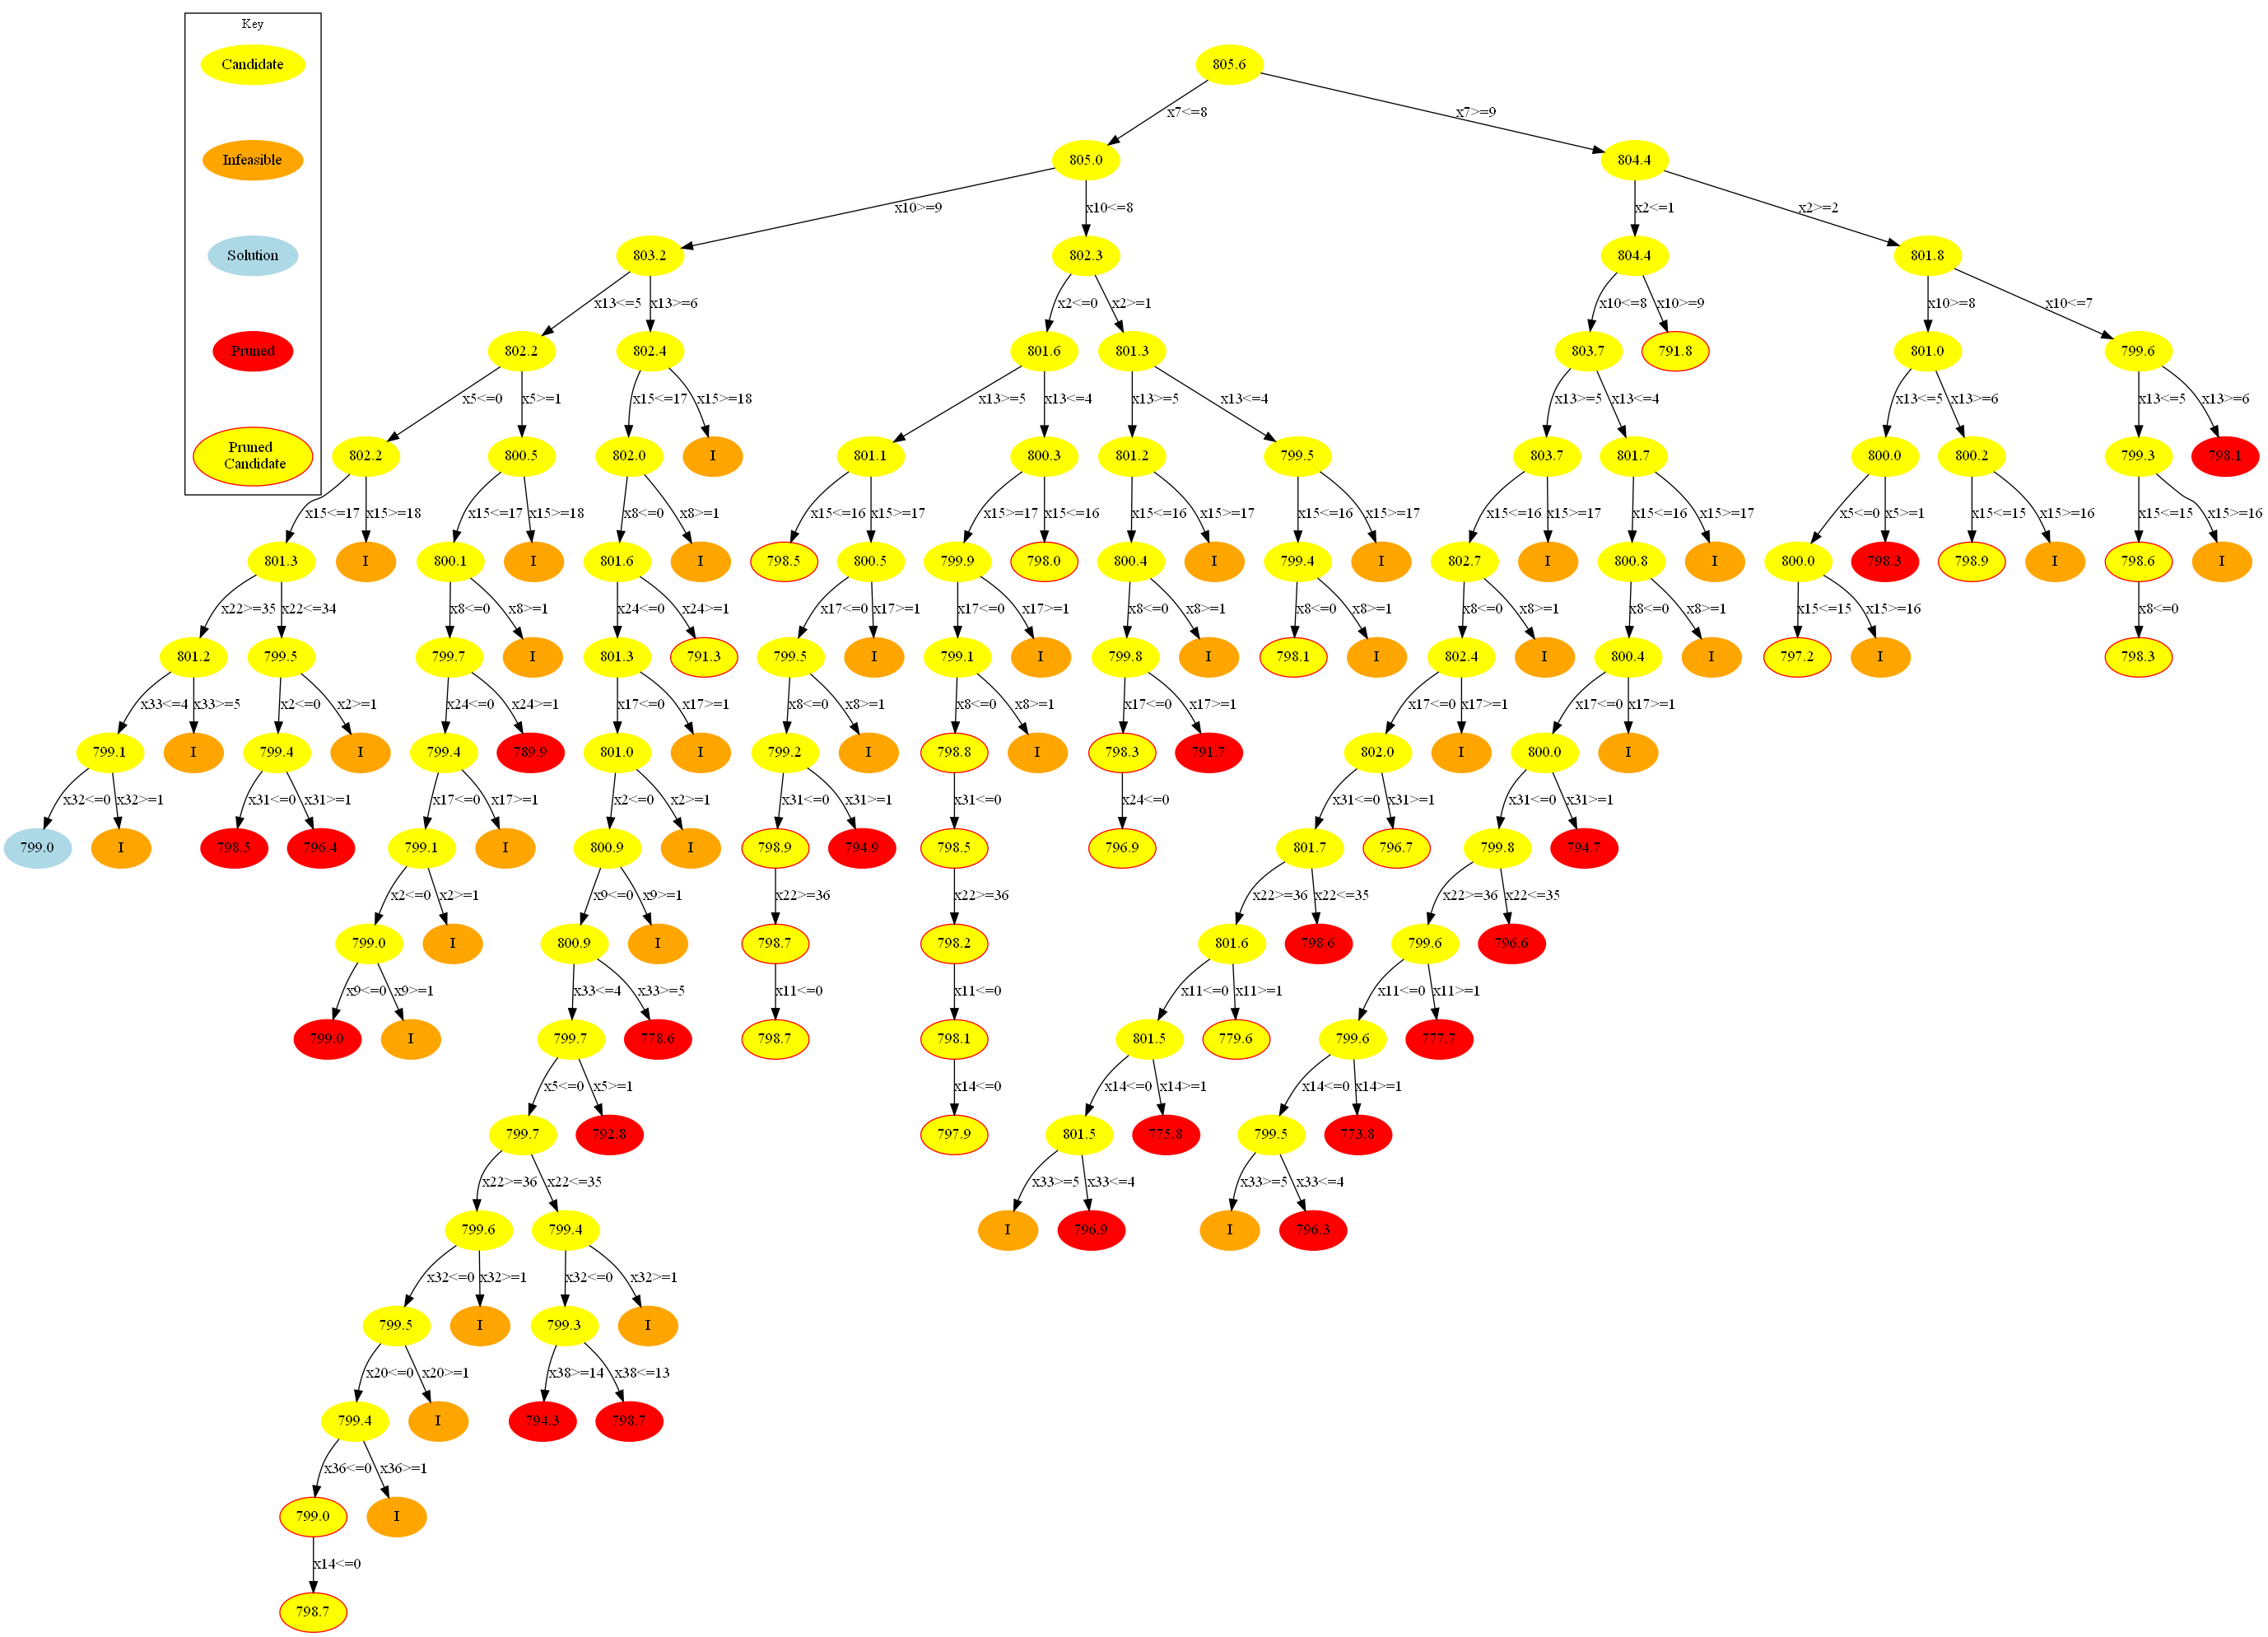 Key
Candidate
Infeasible
Solution
Pruned
Pruned
Candidate
805.6
x7<=8
x7>=9
805.0
804.4
x10>=9
x10<=8
x2<=1
x2>=2
803.2
802.3
804.4
801.8
x13<=5
x13>=6
x2<=0
x2>=1
x10<=8
x10>=9
x10>=8
x10<=7
802.2
802.4
801.6
801.3
803.7
791.8
801.0
799.6
x5<=0
x5>=1
x15<=17
x15>=18
x13>=5
x13<=4
x13>=5
x13<=4
x13>=5
x13<=4
x13<=5
x13>=6
x13<=5
x13>=6
802.2
800.5
802.0
I
801.1
800.3
801.2
799.5
803.7
801.7
800.0
800.2
799.3
798.1
x15<=17
x15>=18
x15<=17
x15>=18
x8<=0
x8>=1
x15<=16
x15>=17
x15>=17
x15<=16
x15<=16
x15>=17
x15<=16
x15>=17
x15<=16
x15>=17
x15<=16
x15>=17
x5<=0
x5>=1
x15<=15
x15>=16
x15<=15
x15>=16
801.3
I
800.1
I
801.6
I
798.5
800.5
799.9
798.0
800.4
I
799.4
I
802.7
I
800.8
I
800.0
798.3
798.9
I
798.6
I
x22>=35
x22<=34
x8<=0
x8>=1
x24<=0
x24>=1
x17<=0
x17>=1
x17<=0
x17>=1
x8<=0
x8>=1
x8<=0
x8>=1
x8<=0
x8>=1
x8<=0
x8>=1
x15<=15
x15>=16
x8<=0
801.2
799.5
799.7
I
801.3
791.3
799.5
I
799.1
I
799.8
I
798.1
I
802.4
I
800.4
I
797.2
I
798.3
x33<=4
x33>=5
x2<=0
x2>=1
x24<=0
x24>=1
x17<=0
x17>=1
x8<=0
x8>=1
x8<=0
x8>=1
x17<=0
x17>=1
x17<=0
x17>=1
x17<=0
x17>=1
799.1
I
799.4
I
799.4
789.9
801.0
I
799.2
I
798.8
I
798.3
791.7
802.0
I
800.0
I
x32<=0
x32>=1
x31<=0
x31>=1
x17<=0
x17>=1
x2<=0
x2>=1
x31<=0
x31>=1
x31<=0
x24<=0
x31<=0
x31>=1
x31<=0
x31>=1
799.0
I
798.5
796.4
799.1
I
800.9
I
798.9
794.9
798.5
796.9
801.7
796.7
799.8
794.7
x2<=0
x2>=1
x9<=0
x9>=1
x22>=36
x22>=36
x22>=36
x22<=35
x22>=36
x22<=35
799.0
I
800.9
I
798.7
798.2
801.6
798.6
799.6
796.6
x9<=0
x9>=1
x33<=4
x33>=5
x11<=0
x11<=0
x11<=0
x11>=1
x11<=0
x11>=1
799.0
I
799.7
778.6
798.7
798.1
801.5
779.6
799.6
777.7
x5<=0
x5>=1
x14<=0
x14<=0
x14>=1
x14<=0
x14>=1
799.7
792.8
797.9
801.5
775.8
799.5
773.8
x22>=36
x22<=35
x33>=5
x33<=4
x33>=5
x33<=4
799.6
799.4
I
796.9
I
796.3
x32<=0
x32>=1
x32<=0
x32>=1
799.5
I
799.3
I
x20<=0
x20>=1
x38>=14
x38<=13
799.4
I
794.3
798.7
x36<=0
x36>=1
799.0
I
x14<=0
798.7